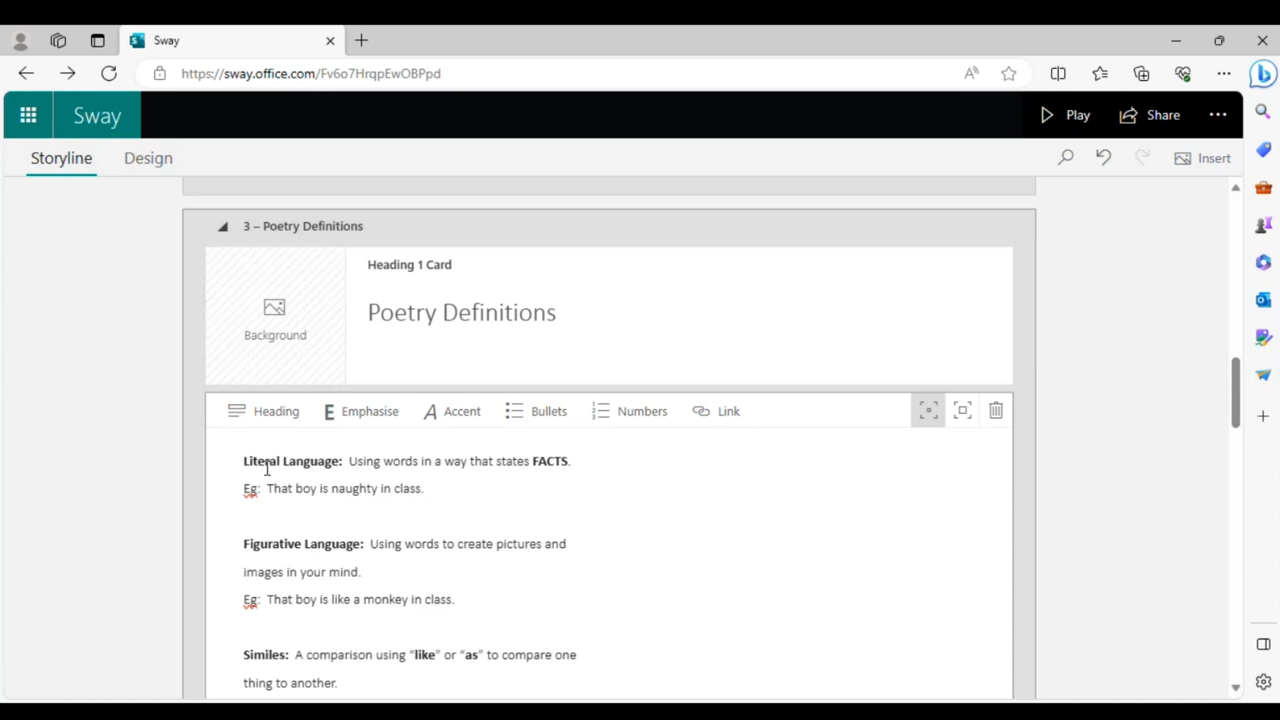 Sway
https://sway.office.com/Fv6o7HrqpEwOBPpd
Sway
Play
Share
Storyline
Design
Insert
3 – Poetry Definitions
Heading 1 Card
Background
Poetry Definitions
Heading
Emphasise
Accent
Bullets
Numbers
Link
Literal Language: Using words in a way that states FACTS.
Eg: That boy is naughty in class.
Figurative Language: Using words to create pictures and
images in your mind.
Eg: That boy is like a monkey in class.
Similes: A comparison using “like” or “as” to compare one
thing to another.